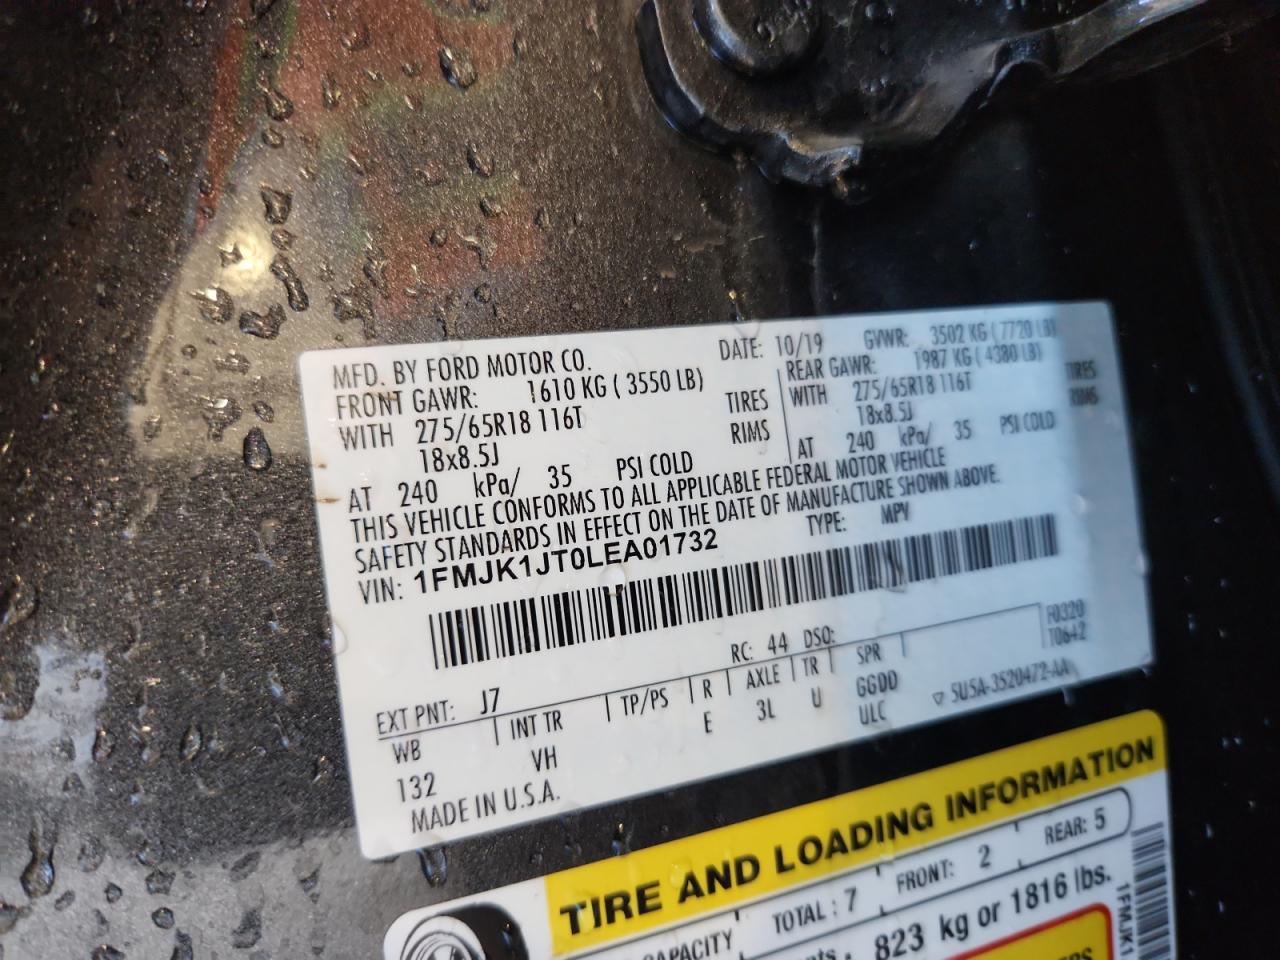 MFD. BY FORD MOTOR CO. DATE: 10/19 GVWR: 3502 KG ( 7720 LB)
FRONT GAWR: 1610 KG ( 3550 LB) REAR GAWR: 1987 KG ( 4380 LB)
WITH 275/65R18 116T TIRES WITH 275/65R18 116T TIRES
18x8.5J RIMS 18x8.5J RIMS
AT 240 kPa/ 35 PSI COLD AT 240 kPa/ 35 PSI COLD
THIS VEHICLE CONFORMS TO ALL APPLICABLE FEDERAL MOTOR VEHICLE
SAFETY STANDARDS IN EFFECT ON THE DATE OF MANUFACTURE SHOWN ABOVE.
VIN: 1FMJK1JT0LEA01732 TYPE: MPV
F0320
T0642
EXT PNT: J7 RC: 44 DSO:
WB INT TR TP/PS R AXLE TR SPR
132 VH E 3L U GGDD
ULC
MADE IN U.S.A. 5U5A-3520472-AA
TIRE AND LOADING INFORMATION
CAPACITY TOTAL : 7 FRONT: 2 REAR: 5
823 kg or 1816 lbs.
1FMJK1